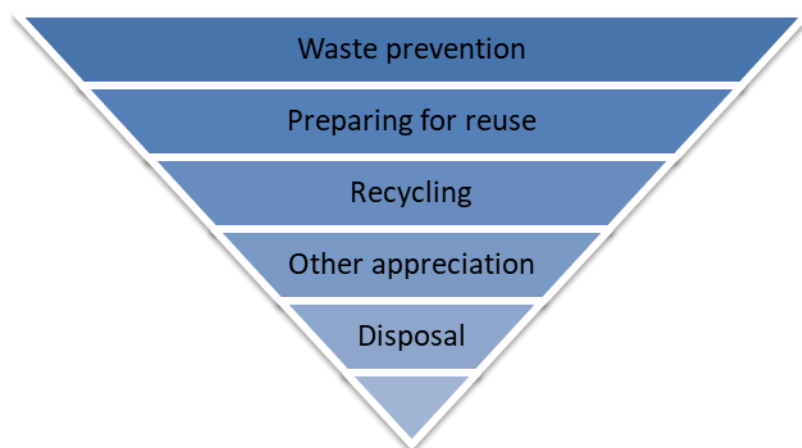 Waste prevention
Preparing for reuse
Recycling
Other appreciation
Disposal